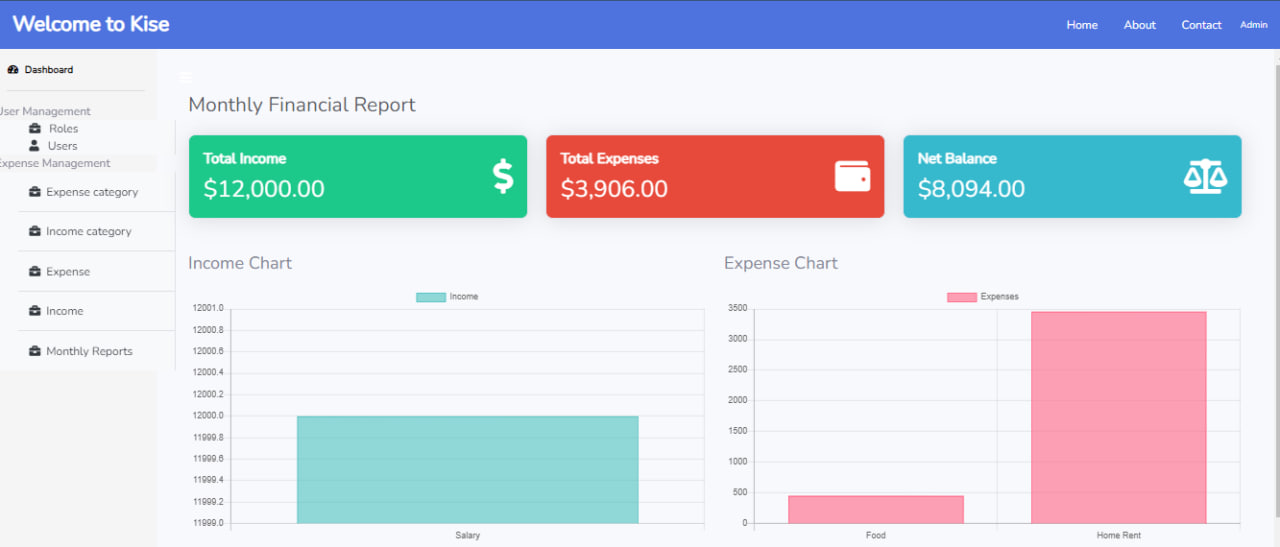 Welcome to Kise
Home About Contact Admin
Dashboard
User Management
Roles
Users
Expense Management
Expense category
Income category
Expense
Income
Monthly Reports
Monthly Financial Report
Total Income
$12,000.00
Total Expenses
$3,906.00
Net Balance
$8,094.00
Income Chart
Income
12001.0
12000.8
12000.6
12000.4
12000.2
12000.0
11999.8
11999.6
11999.4
11999.2
11999.0
Salary
Expense Chart
Expenses
3500
3000
2500
2000
1500
1000
500
0
Food Home Rent